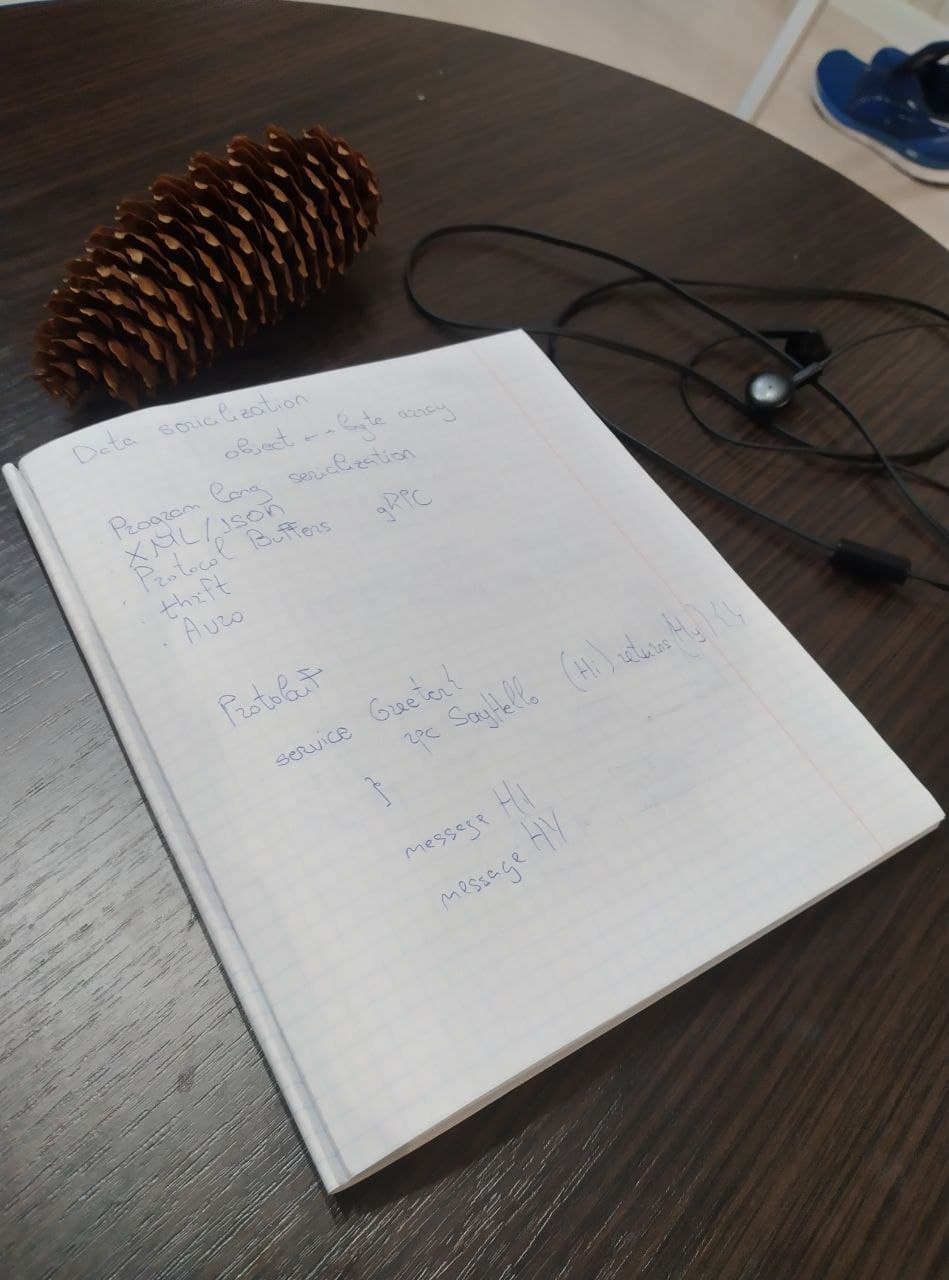 Data serialization
object ↔ byte array
Program lang serialization
XML/JSON
Protocol Buffers gRPC
· thrift
· Avro
Protobuf
service Greeter {
rpc SayHello (Hi) returns (Hy) {}
}
message HI
message HY